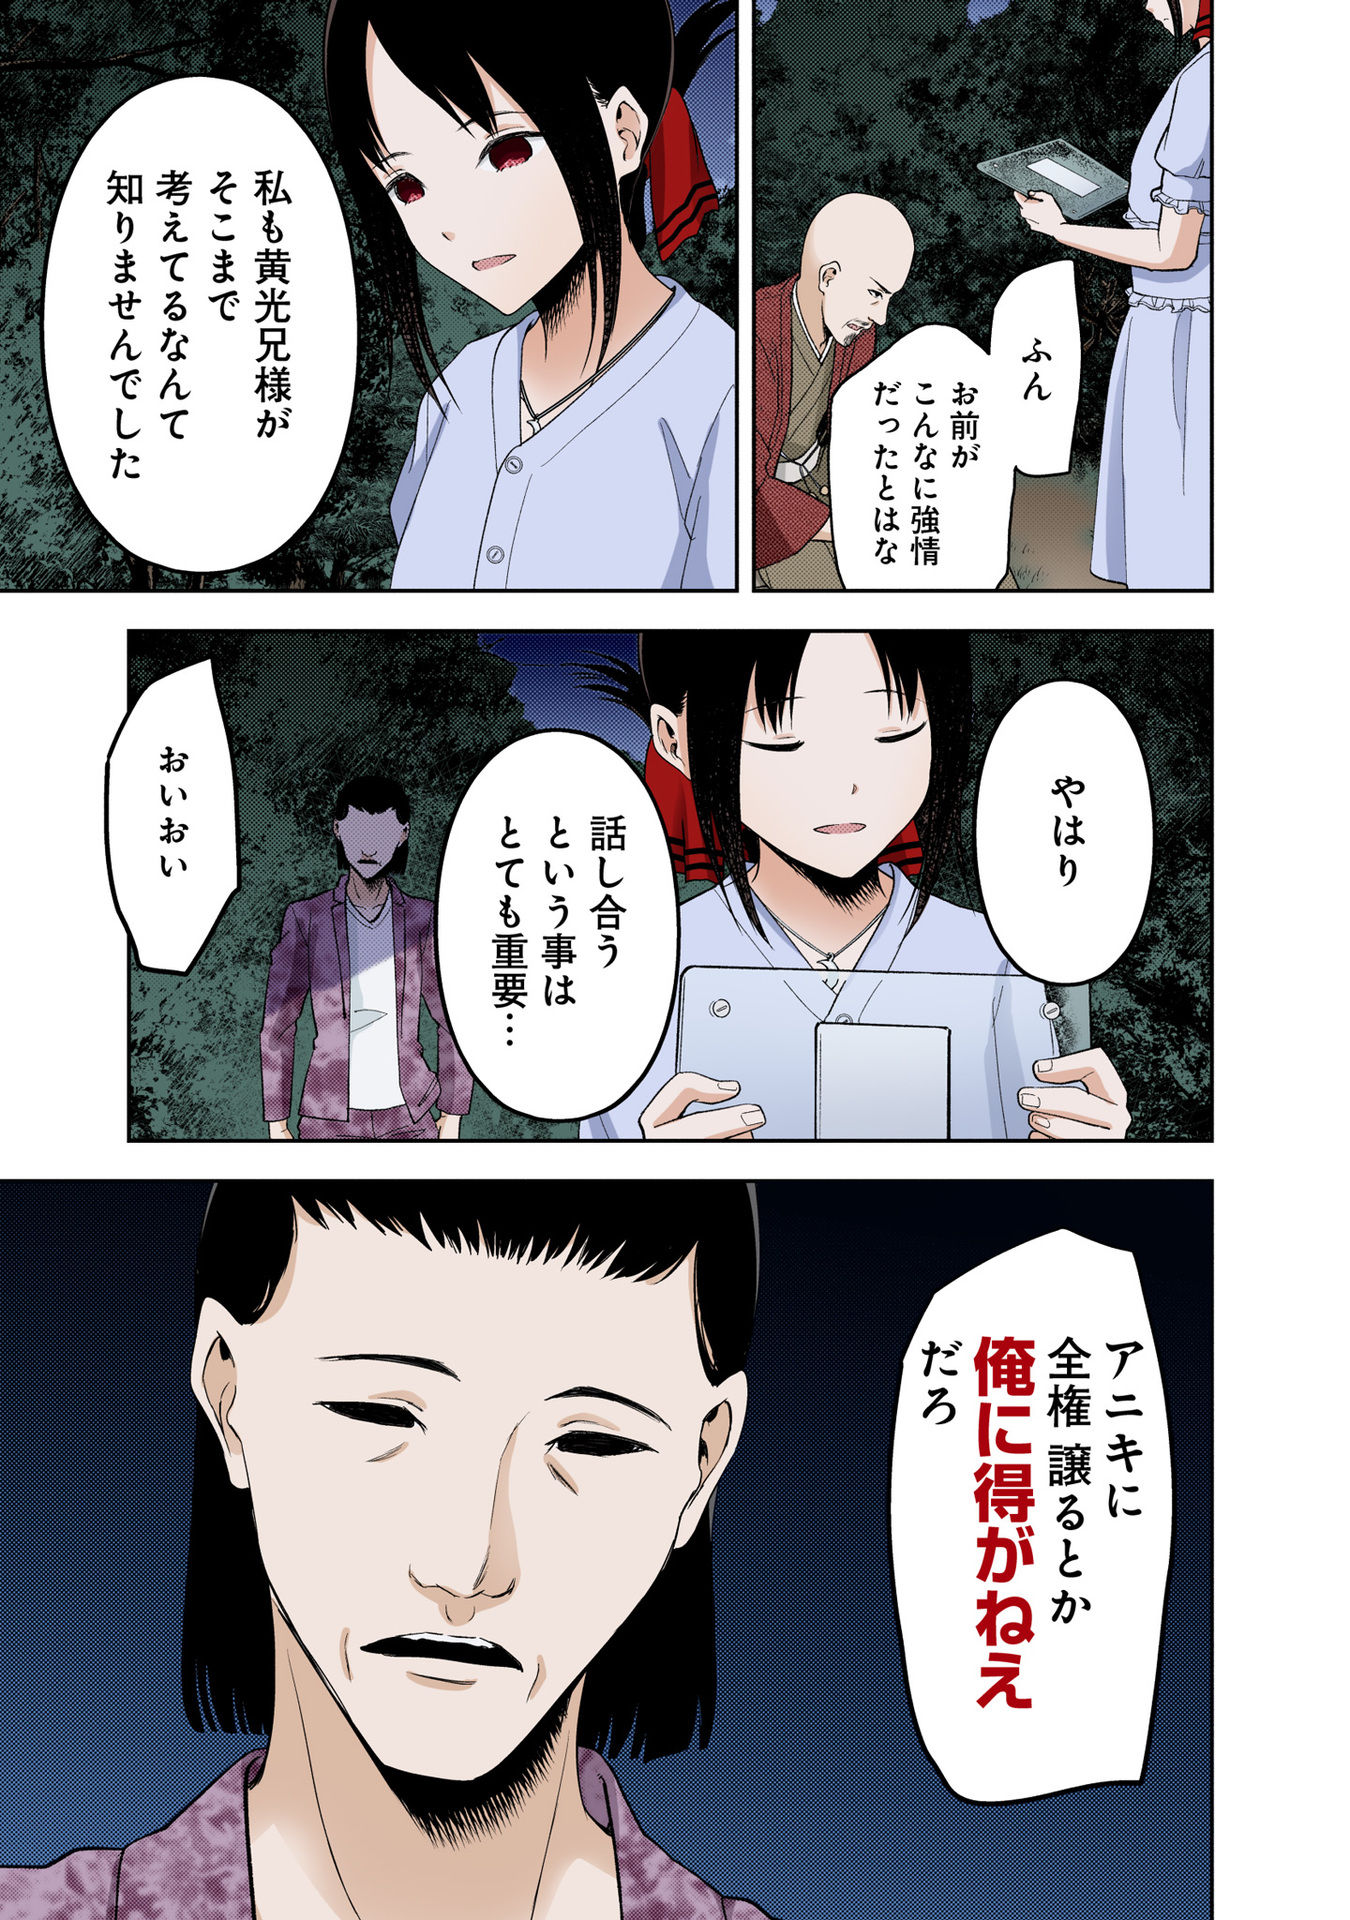 ふん
お前が
こんなに強情
だったとはな
私も黄光兄様が
そこまで
考えてるなんて
知りませんでした
やはり
話し合う
という事は
とても重要…
おいおい
アニキに
全権譲るとか
俺に得がねえ
だろ